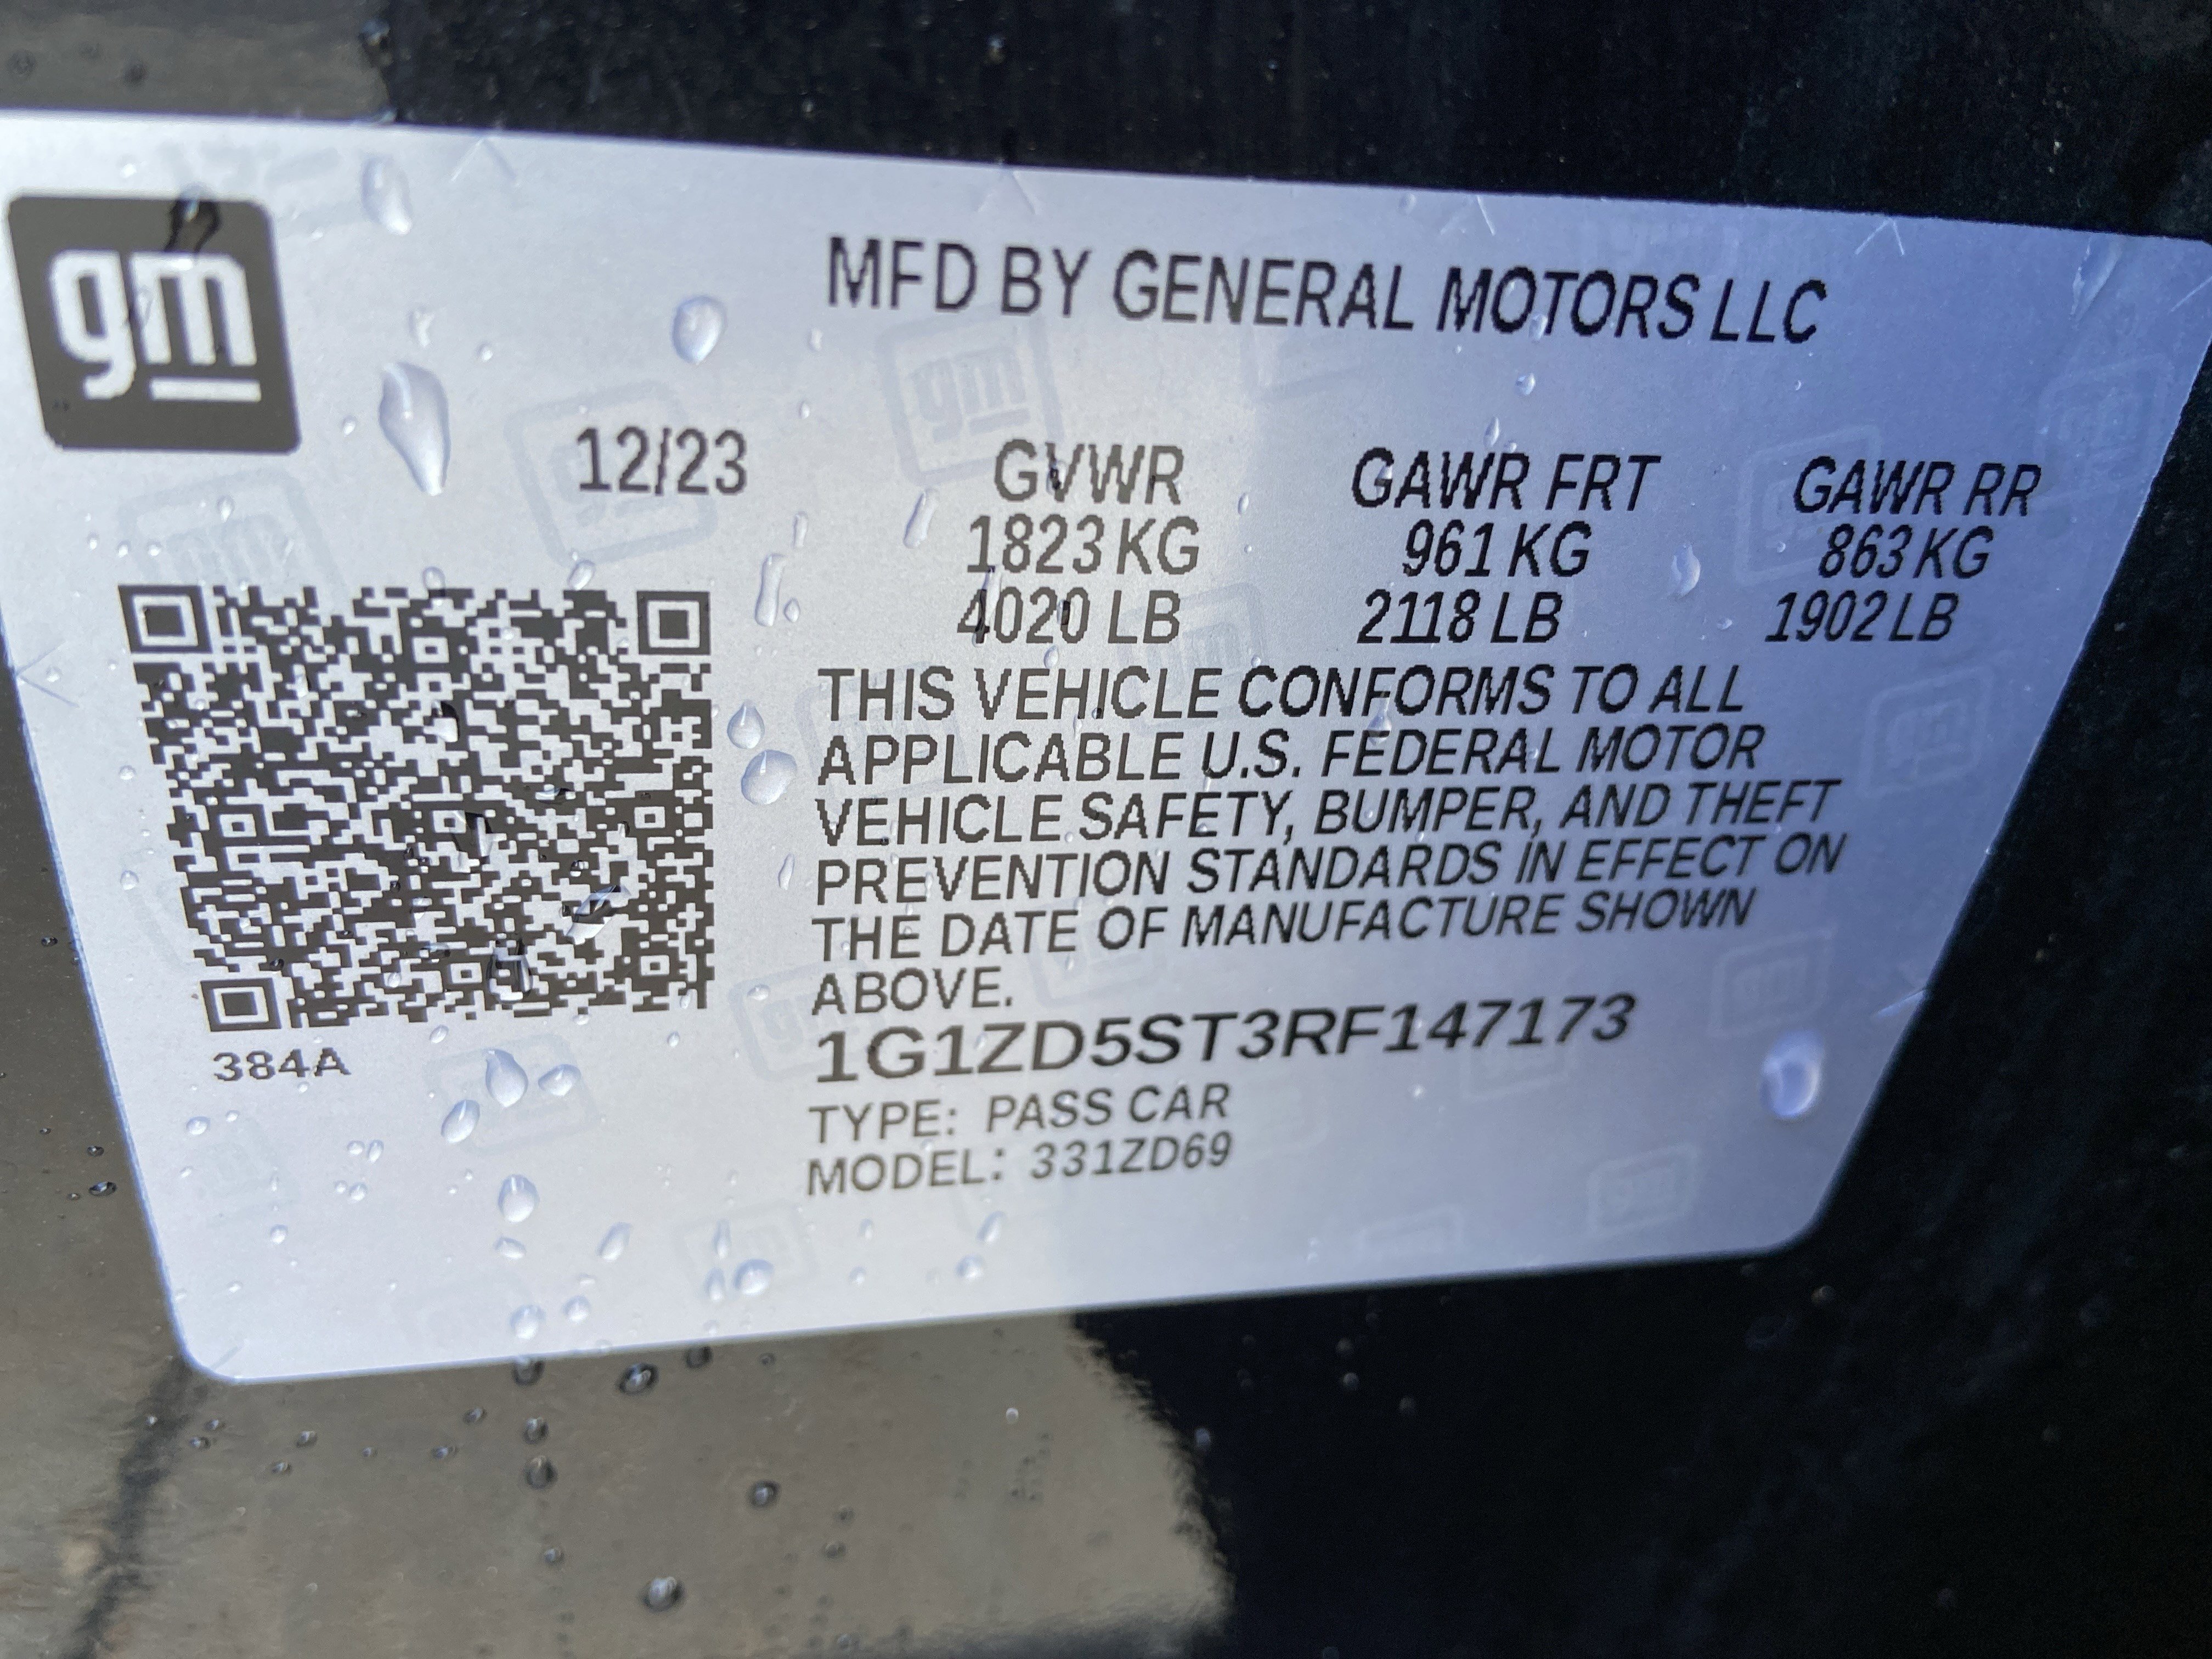 gm
MFD BY GENERAL MOTORS LLC
12/23
GVWR GAWR FRT GAWR RR
1823 KG 961 KG 863 KG
4020 LB 2118 LB 1902 LB
THIS VEHICLE CONFORMS TO ALL
APPLICABLE U.S. FEDERAL MOTOR
VEHICLE SAFETY, BUMPER, AND THEFT
PREVENTION STANDARDS IN EFFECT ON
THE DATE OF MANUFACTURE SHOWN
ABOVE.
1G1ZD5ST3RF147173
TYPE: PASS CAR
MODEL: 331ZD69
384A